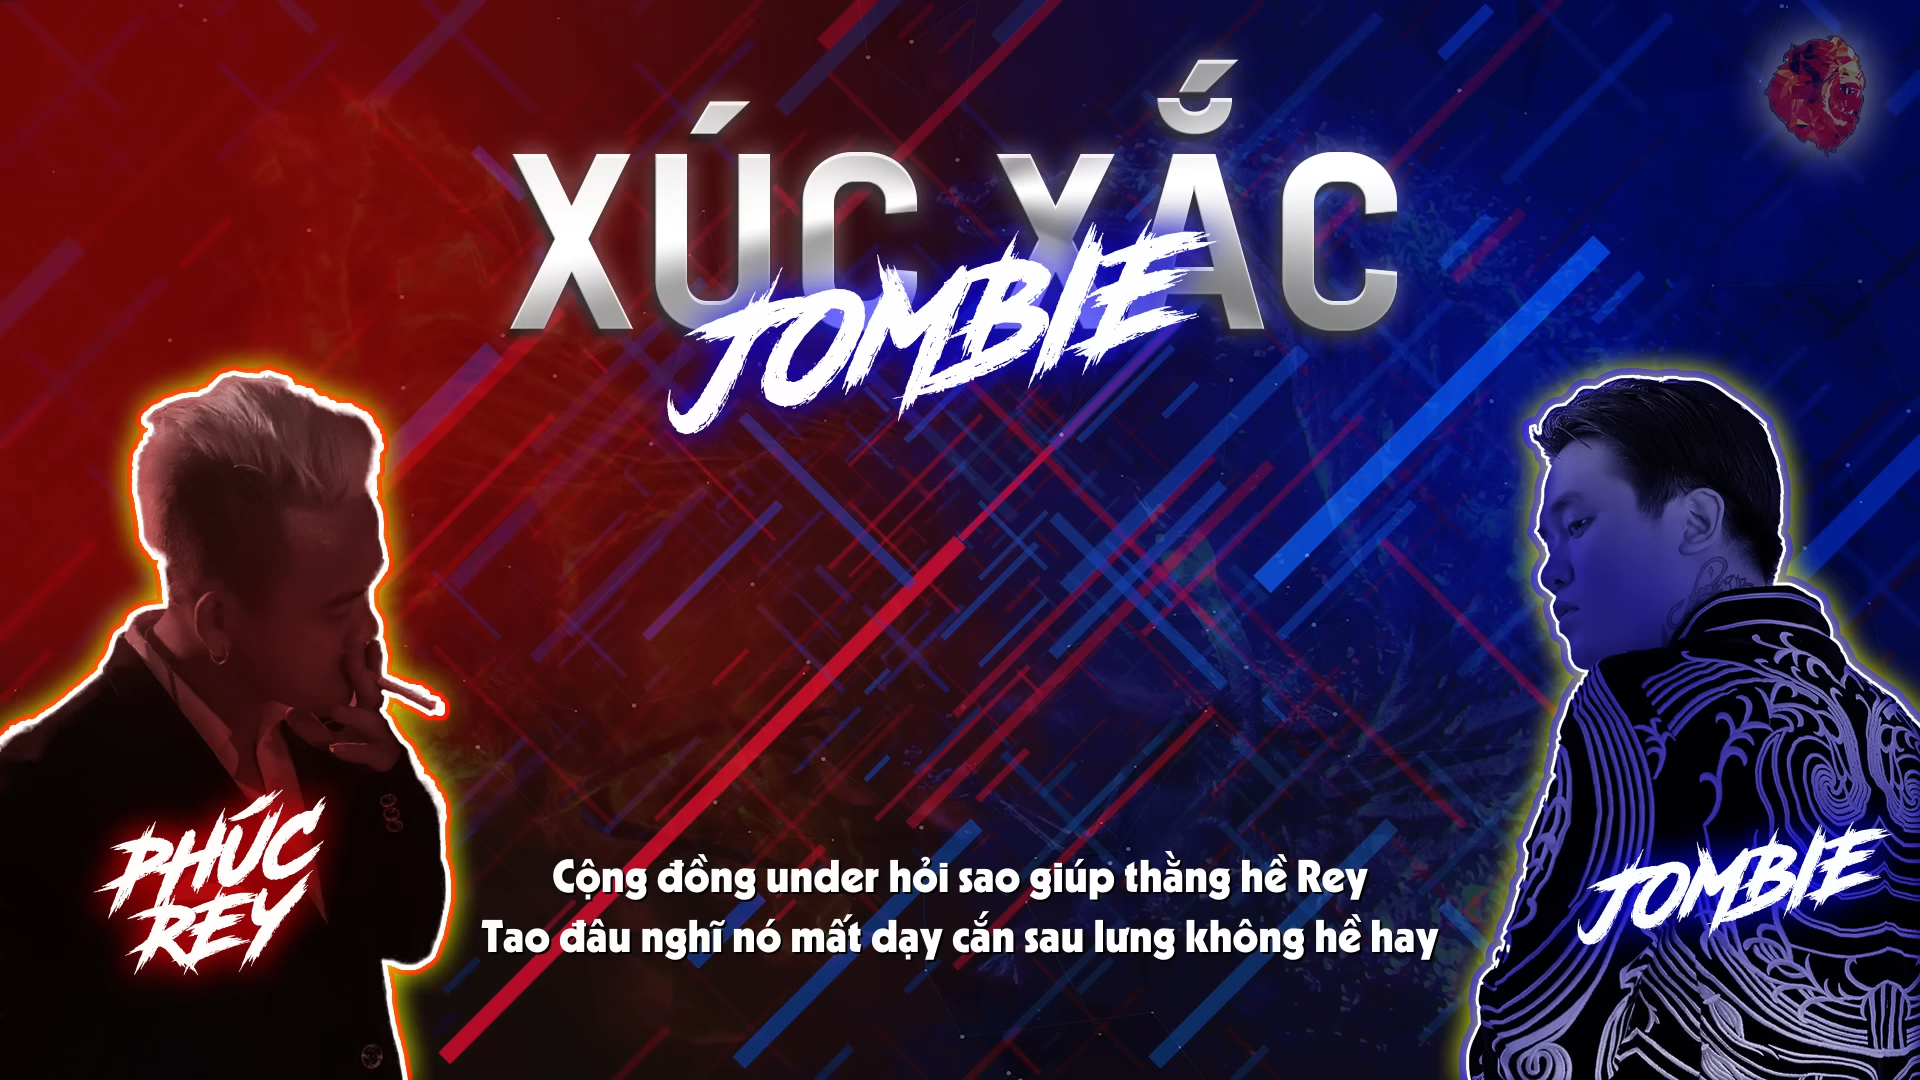 XÚC XẮC
JOMBIE
PHÚC
REY
JOMBIE
Cộng đồng under hỏi sao giúp thằng hề Rey
Tao đâu nghĩ nó mất dạy cắn sau lưng không hề hay